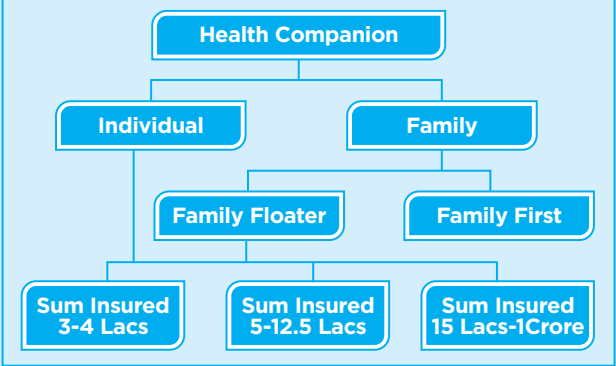 Health Companion
Individual
Family
Family Floater
Family First
Sum Insured
3-4 Lacs
Sum Insured
5-12.5 Lacs
Sum Insured
15 Lacs-1Crore